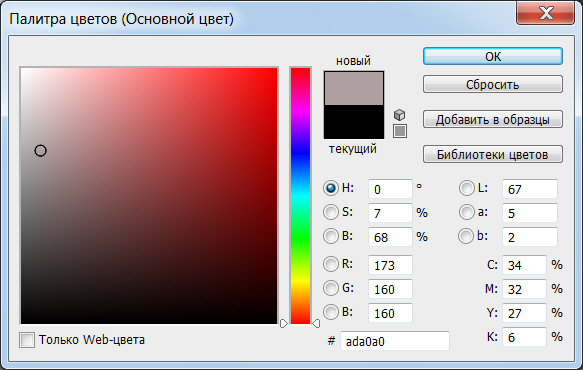 Палитра цветов (Основной цвет)
новый
текущий
OK
Сбросить
Добавить в образцы
Библиотеки цветов
H: 0 °
S: 7 %
B: 68 %
R: 173
G: 160
B: 160
# ada0a0
L: 67
a: 5
b: 2
C: 34 %
M: 32 %
Y: 27 %
K: 6 %
Только Web-цвета